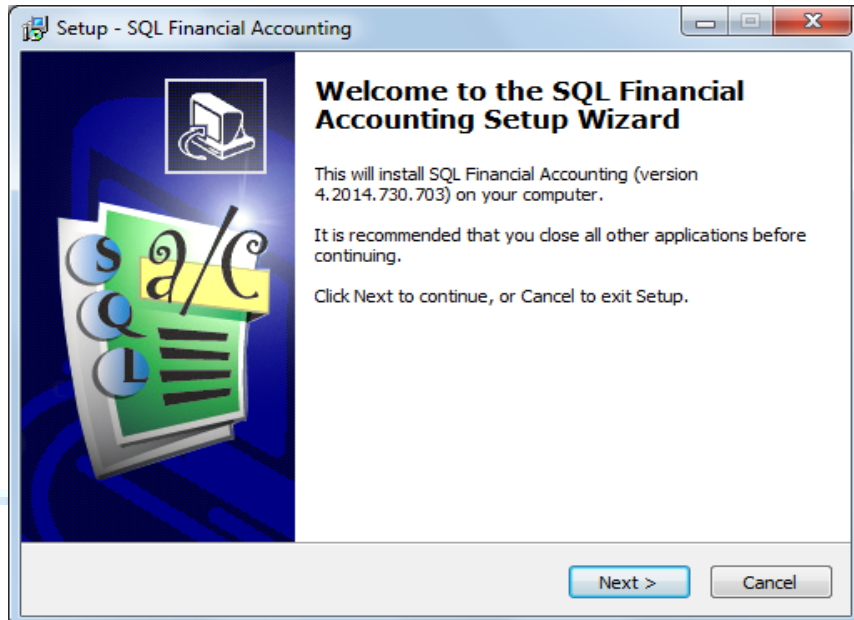 Setup - SQL Financial Accounting
Welcome to the SQL Financial
Accounting Setup Wizard
This will install SQL Financial Accounting (version
4.2014.730.703) on your computer.
It is recommended that you close all other applications before
continuing.
Click Next to continue, or Cancel to exit Setup.
S
Q
L
a/c
Next >
Cancel